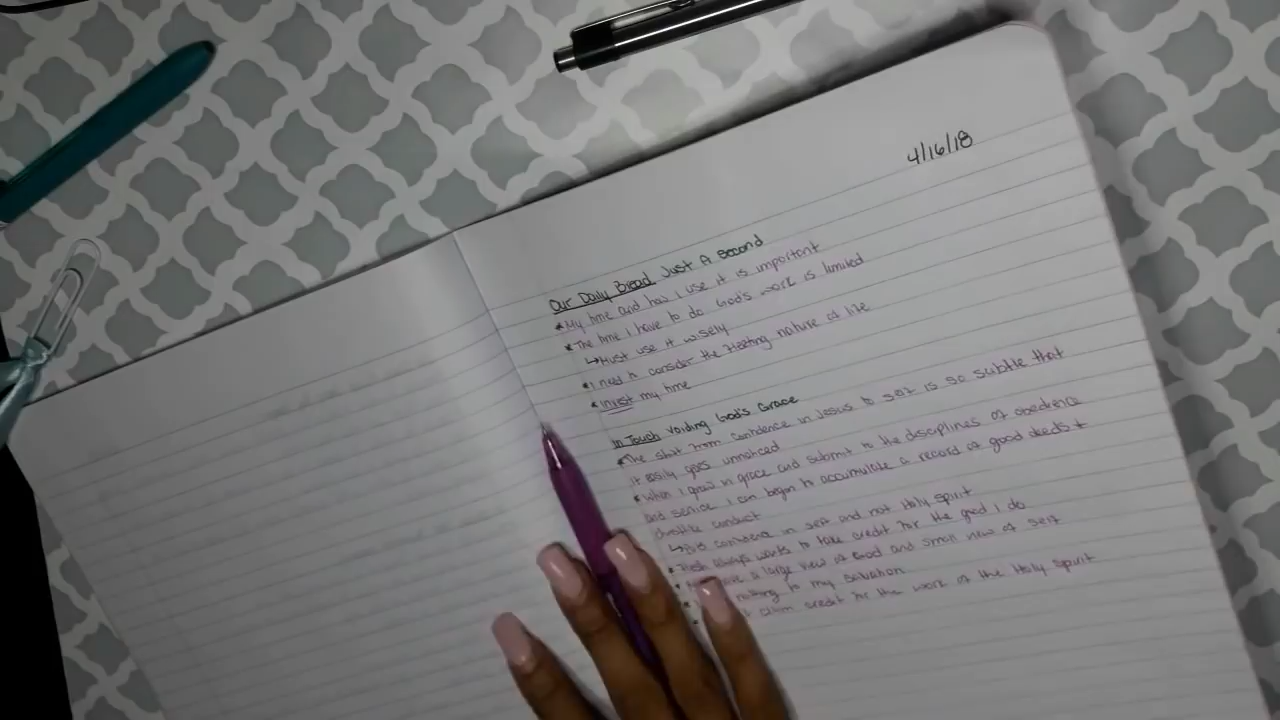 4/16/18
Our Daily Bread Just A Second
*My time and how I use it is important
*The time I have to do God's work is limited
↳Must use it wisely
*I need to consider the fleeting nature of life
*Invest my time
In Touch Voiding God's Grace
*The shift from confidence in Jesus to self is so subtle that
it easily goes unnoticed
*When I grow in grace and submit to the disciplines of obedience
and service I can begin to accumulate a record of good deeds +
christlike conduct
↳Puts confidence in self and not Holy Spirit
*Flesh always wants to take credit for the good I do
have a large view of God and small view of self
nothing to my salvation
claim credit for the work of the Holy Spirit